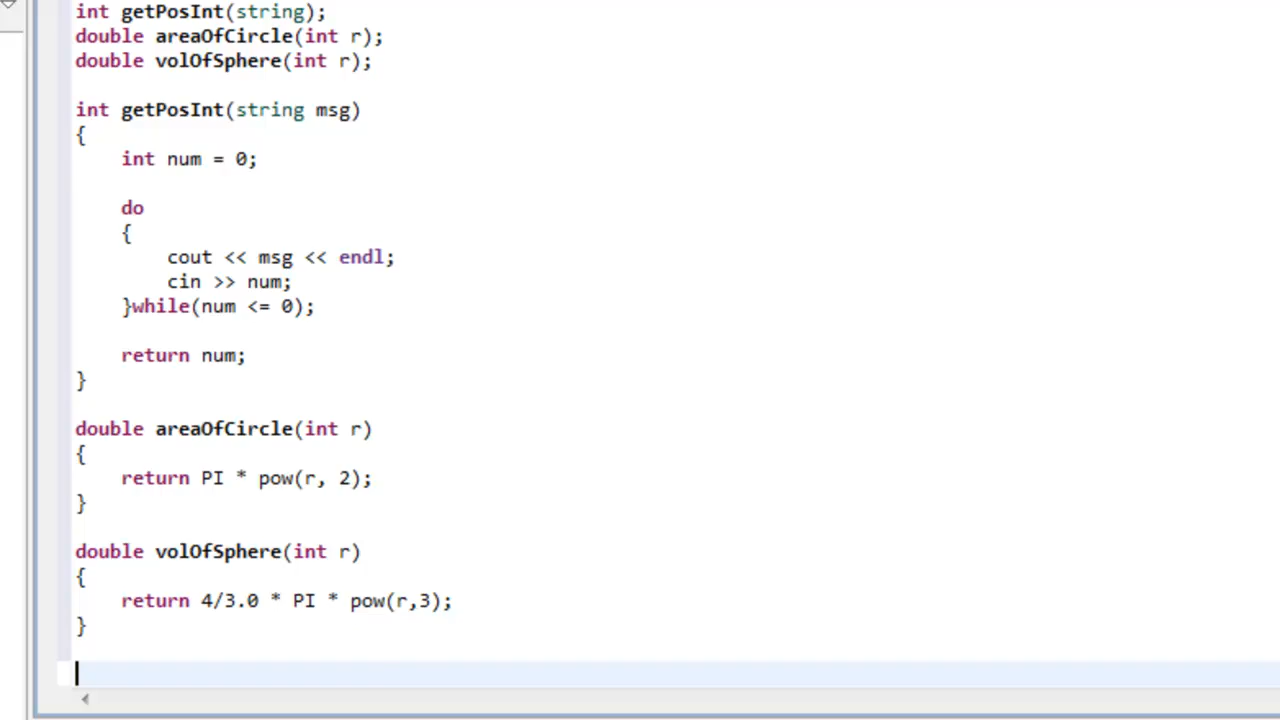 int getPosInt(string);
double areaOfCircle(int r);
double volOfSphere(int r);
int getPosInt(string msg)
{
int num = 0;
do
{
cout << msg << endl;
cin >> num;
}while(num <= 0);
return num;
}
double areaOfCircle(int r)
{
return PI * pow(r, 2);
}
double volOfSphere(int r)
{
return 4/3.0 * PI * pow(r,3);
}